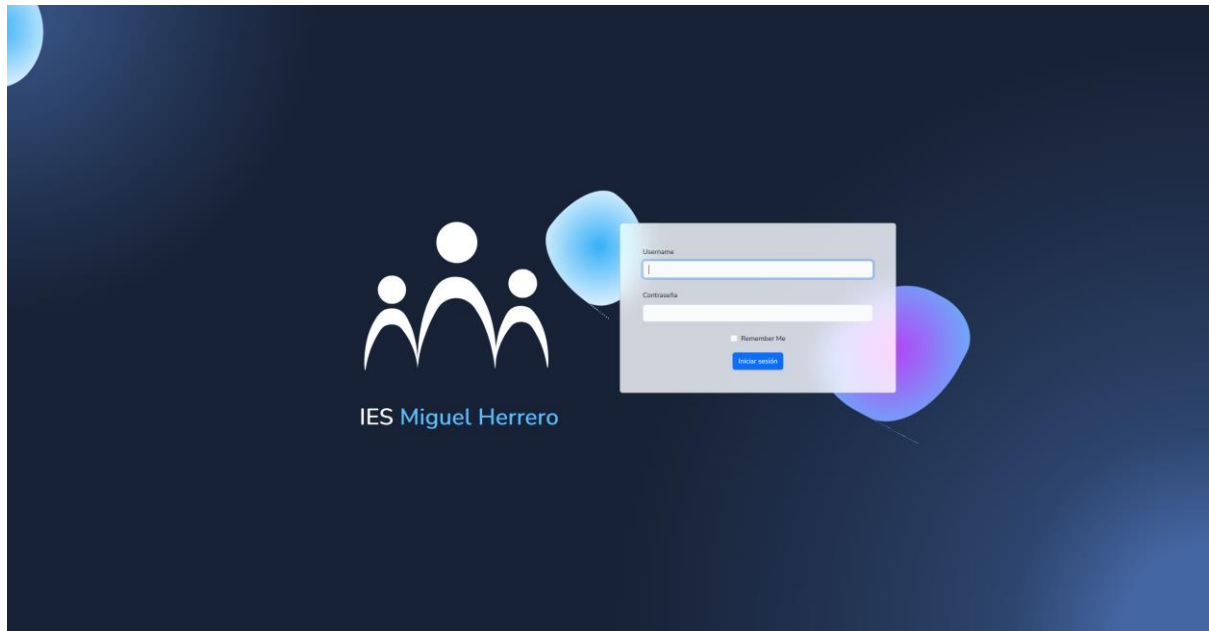 IES Miguel Herrero
Username
Contraseña
Remember Me
Iniciar sesión